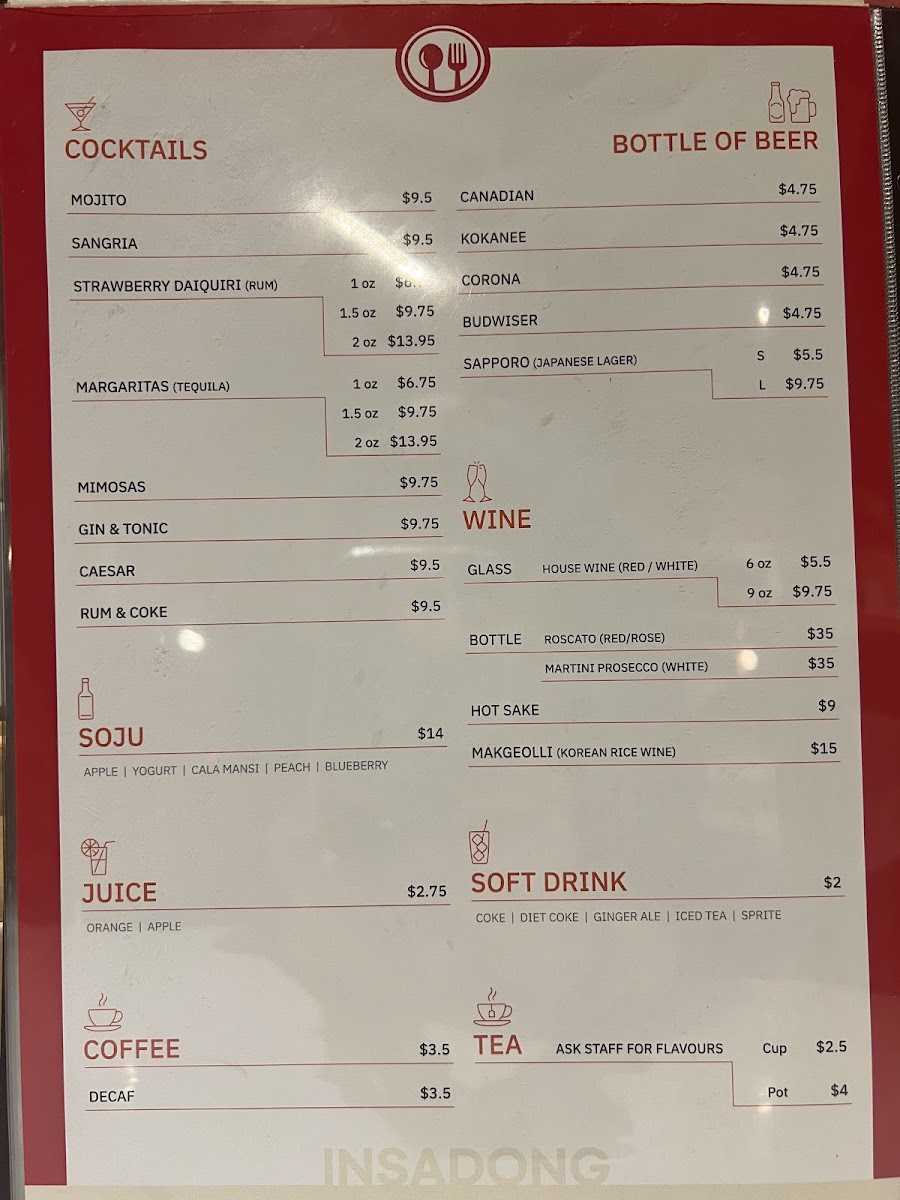 COCKTAILS
MOJITO $9.5
SANGRIA $9.5
STRAWBERRY DAIQUIRI (RUM) 1 oz
1.5 oz $9.75
2 oz $13.95
MARGARITAS (TEQUILA) 1 oz $6.75
1.5 oz $9.75
2 oz $13.95
MIMOSAS $9.75
GIN & TONIC $9.75
CAESAR $9.5
RUM & COKE $9.5
SOJU $14
APPLE | YOGURT | CALA MANSI | PEACH | BLUEBERRY
JUICE $2.75
ORANGE | APPLE
COFFEE $3.5
DECAF $3.5
BOTTLE OF BEER
CANADIAN $4.75
KOKANEE $4.75
CORONA $4.75
BUDWISER $4.75
SAPPORO (JAPANESE LAGER) S $5.5
L $9.75
WINE
GLASS HOUSE WINE (RED / WHITE) 6 oz $5.5
9 oz $9.75
BOTTLE ROSCATO (RED/ROSE) $35
MARTINI PROSECCO (WHITE) $35
HOT SAKE $9
MAKGEOLLI (KOREAN RICE WINE) $15
SOFT DRINK $2
COKE | DIET COKE | GINGER ALE | ICED TEA | SPRITE
TEA ASK STAFF FOR FLAVOURS Cup $2.5
Pot $4
INSADONG